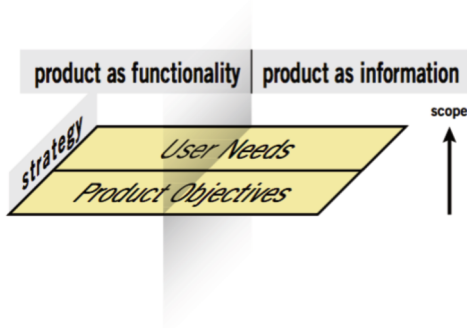 product as functionality
product as information
scope
strategy
User Needs
Product Objectives